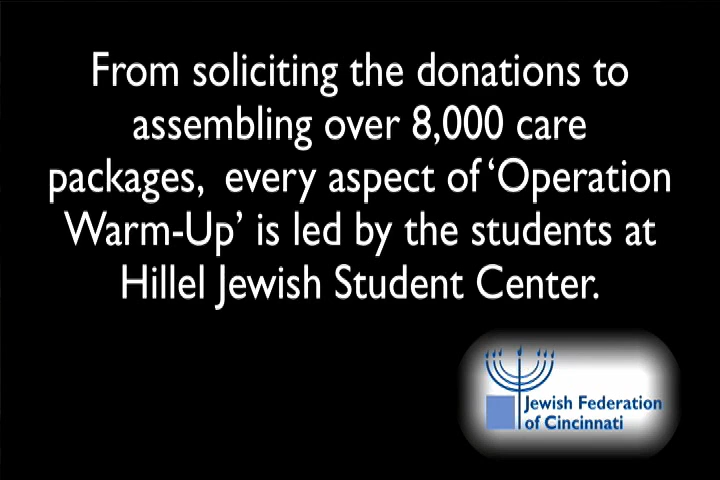 From soliciting the donations to
assembling over 8,000 care
packages, every aspect of ‘Operation
Warm-Up’ is led by the students at
Hillel Jewish Student Center.
Jewish Federation
of Cincinnati